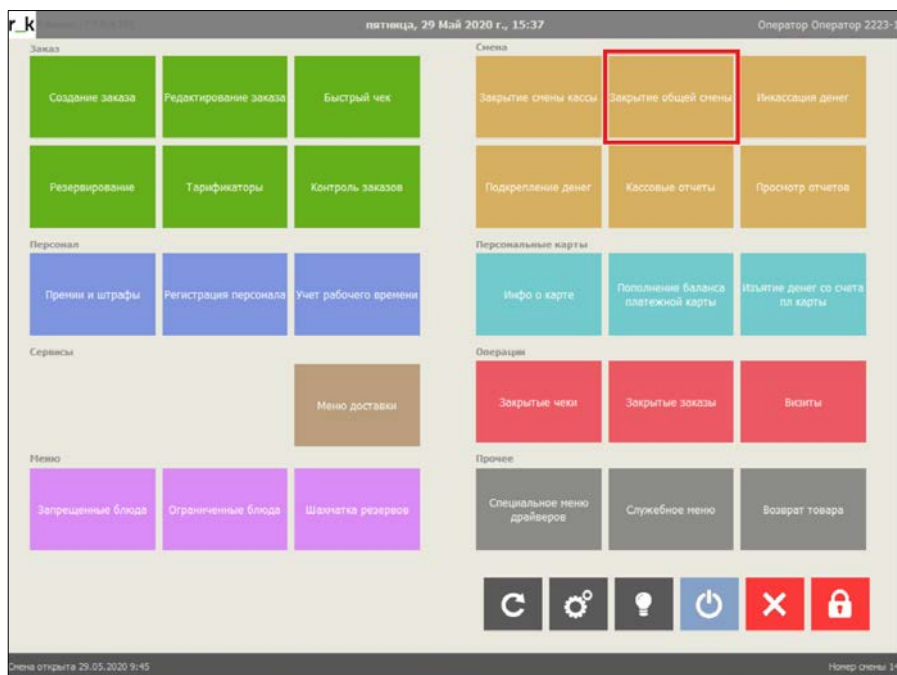 r_k
пятница, 29 Май 2020 г., 15:37
Оператор Оператор 2223-1
Заказ
Создание заказа
Редактирование заказа
Быстрый чек
Резервирование
Тарификаторы
Контроль заказов
Персонал
Премии и штрафы
Регистрация персонала
Учет рабочего времени
Сервисы
Меню доставки
Меню
Запрещенные блюда
Ограниченные блюда
Шахматка резервов
Смена
Закрытие смены кассы
Закрытие общей смены
Инкассация денег
Подкрепление денег
Кассовые отчеты
Просмотр отчетов
Персональные карты
Инфо о карте
Пополнение баланса
платежной карты
Изъятие денег со счета
пл карты
Операции
Закрытые чеки
Закрытые заказы
Визиты
Прочее
Специальное меню
драйверов
Служебное меню
Возврат товара
Смена открыта 29.05.2020 9:45
Номер смены 14